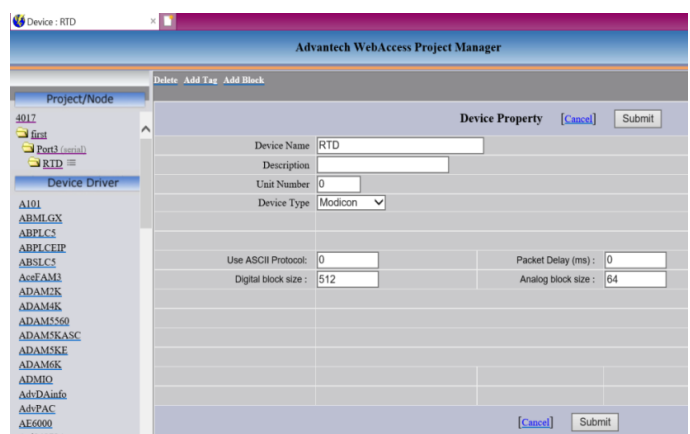 Device : RTD
Advantech WebAccess Project Manager
Delete Add Tag Add Block
Project/Node
4017
first
Port3 (serial)
RTD
Device Driver
A101
ABMLGX
ABPLC5
ABPLCEIP
ABSLC5
AceFAM3
ADAM2K
ADAM4K
ADAM5560
ADAM5KASC
ADAM5KE
ADAM6K
ADMIO
AdvDAinfo
AdvPAC
AE6000
Device Property [Cancel] Submit
Device Name RTD
Description
Unit Number 0
Device Type Modicon
Use ASCII Protocol: 0 Packet Delay (ms) : 0
Digital block size : 512 Analog block size : 64
[Cancel] Submit